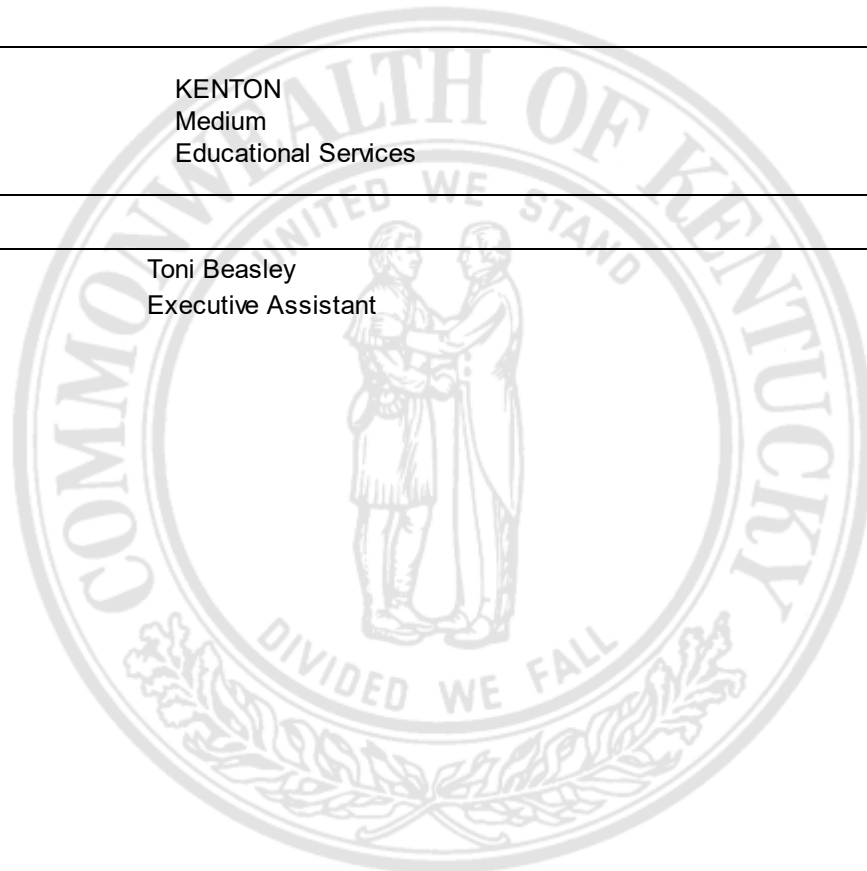 KENTON
Medium
Educational Services
Toni Beasley
Executive Assistant
COMMONWEALTH OF KENTUCKY
UNITED WE STAND
DIVIDED WE FALL